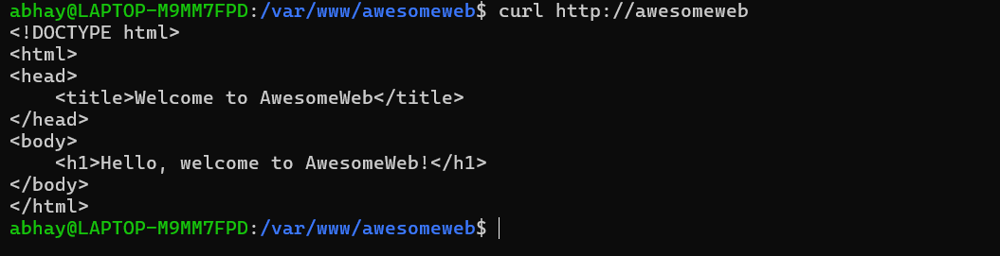 abhay@LAPTOP-M9MM7FPD:/var/www/awesomeweb$ curl http://awesomeweb
<!DOCTYPE html>
<html>
<head>
    <title>Welcome to AwesomeWeb</title>
</head>
<body>
    <h1>Hello, welcome to AwesomeWeb!</h1>
</body>
</html>
abhay@LAPTOP-M9MM7FPD:/var/www/awesomeweb$